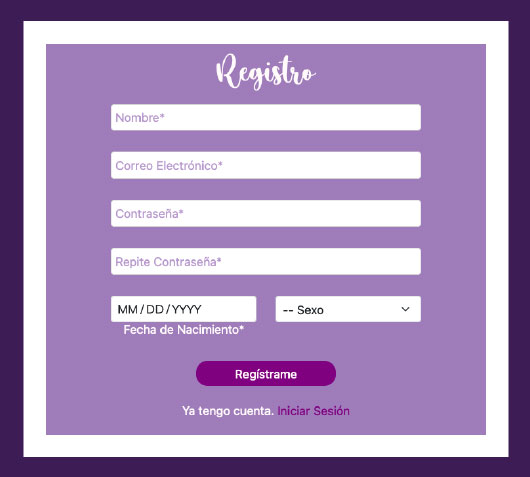 Registro
Nombre*
Correo Electrónico*
Contraseña*
Repite Contraseña*
MM / DD / YYYY
-- Sexo
Fecha de Nacimiento*
Regístrame
Ya tengo cuenta. Iniciar Sesión